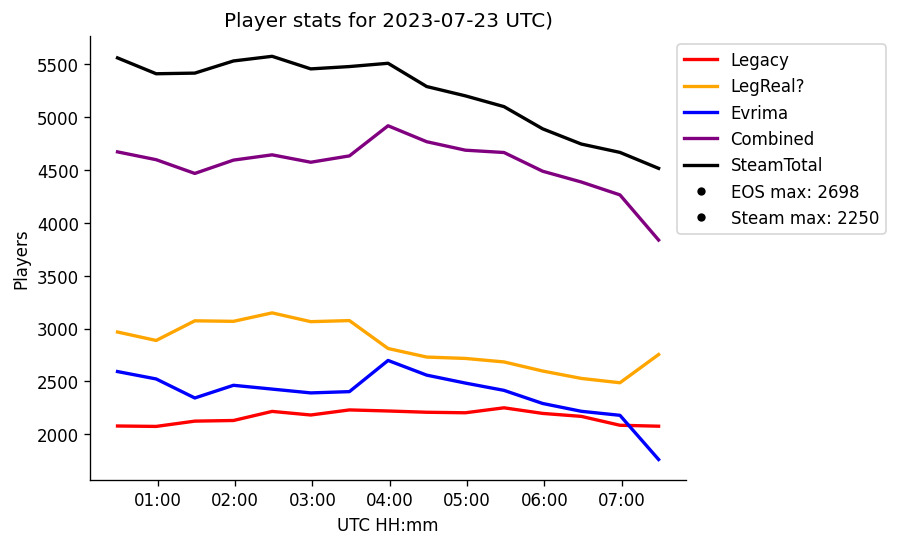 Player stats for 2023-07-23 UTC)
Legacy
LegReal?
Evrima
Combined
SteamTotal
EOS max: 2698
Steam max: 2250
Players
5500
5000
4500
4000
3500
3000
2500
2000
01:00 02:00 03:00 04:00 05:00 06:00 07:00
UTC HH:mm